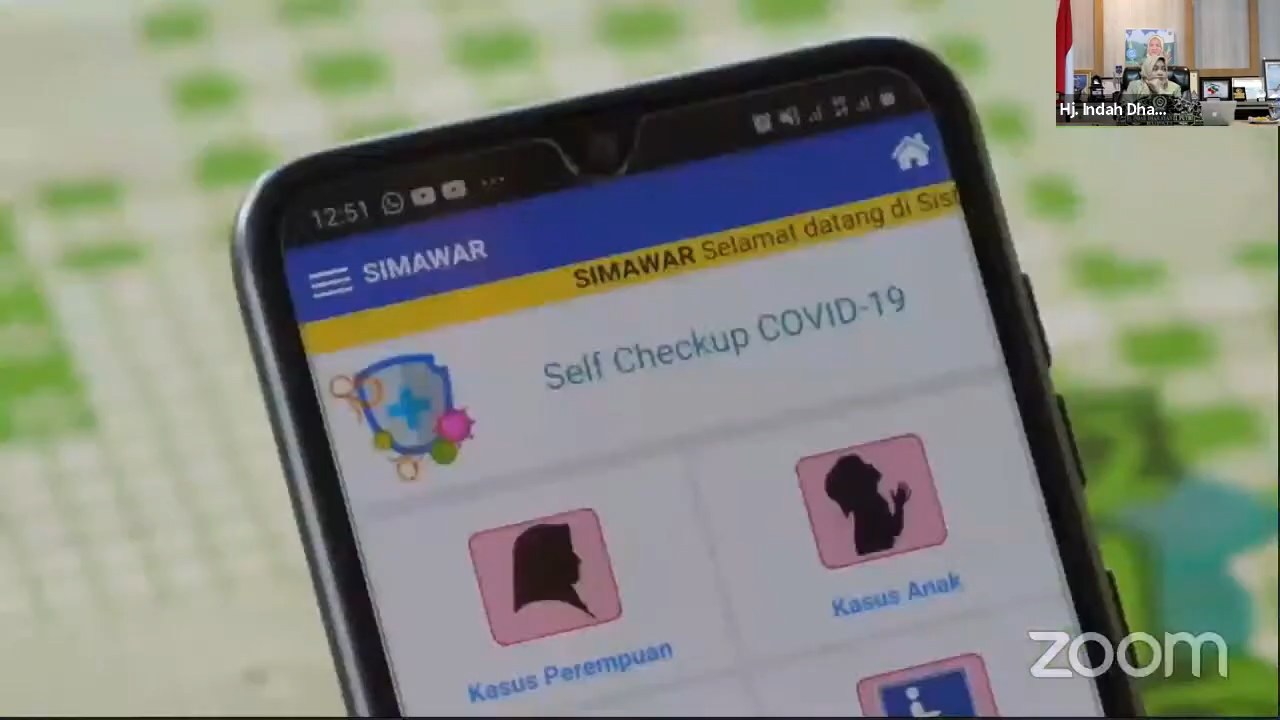 Hj. Indah Dha...
12:51
SIMAWAR
SIMAWAR Selamat datang di Sist
Self Checkup COVID-19
Kasus Anak
Kasus Perempuan
zoom